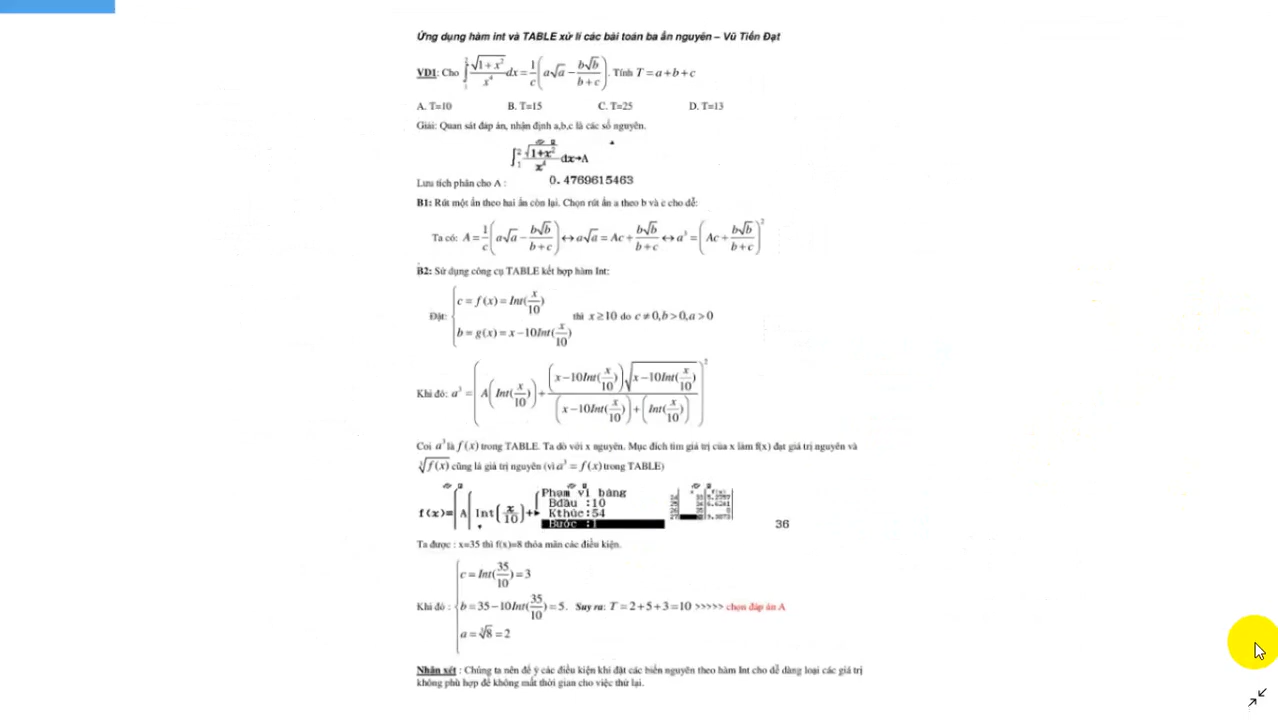 Ứng dụng hàm int và TABLE xử lí các bài toán ba ẩn nguyên – Vũ Tiến Đạt
VD1: Cho ∫₁² √(1+x²)/x⁴ dx = 1/c (a√a − b√b/(b+c)). Tính T = a+b+c
A. T=10 B. T=15 C. T=25 D. T=13
Giải: Quan sát đáp án, nhận định a,b,c là các số nguyên.
∫₁² √(1+x²)/x⁴ dx→A
Lưu tích phân cho A : 0.4769615463
B1: Rút một ẩn theo hai ẩn còn lại. Chọn rút ẩn a theo b và c cho dễ:
Ta có: A = 1/c (a√a − b√b/(b+c)) ↔ a√a = Ac + b√b/(b+c) ↔ a³ = (Ac + b√b/(b+c))²
B2: Sử dụng công cụ TABLE kết hợp hàm Int:
Đặt: { c = f(x) = Int(x/10)
b = g(x) = x −10Int(x/10) thì x ≥ 10 do c ≠ 0, b > 0, a > 0
Khi đó: a³ = ( A(Int(x/10)) + (x−10Int(x/10))√(x−10Int(x/10)) / ((x−10Int(x/10)) + (Int(x/10))) )²
Coi a³ là f(x) trong TABLE. Ta dò với x nguyên. Mục đích tìm giá trị của x làm f(x) đạt giá trị nguyên và
∛f(x) cũng là giá trị nguyên (vì a³ = f(x) trong TABLE)
f(x)=(A(Int(x/10)+
Phạm vi bảng
Bđầu :10
Kthúc:54
Bước :1
36
Ta được : x=35 thì f(x)=8 thỏa mãn các điều kiện.
Khi đó : { c = Int(35/10) = 3
b = 35 −10Int(35/10) = 5. Suy ra: T = 2+5+3 =10 >>>>> chọn đáp án A
a = ∛8 = 2
Nhận xét : Chúng ta nên để ý các điều kiện khi đặt các biến nguyên theo hàm Int cho dễ dàng loại các giá trị
không phù hợp để không mất thời gian cho việc thử lại.